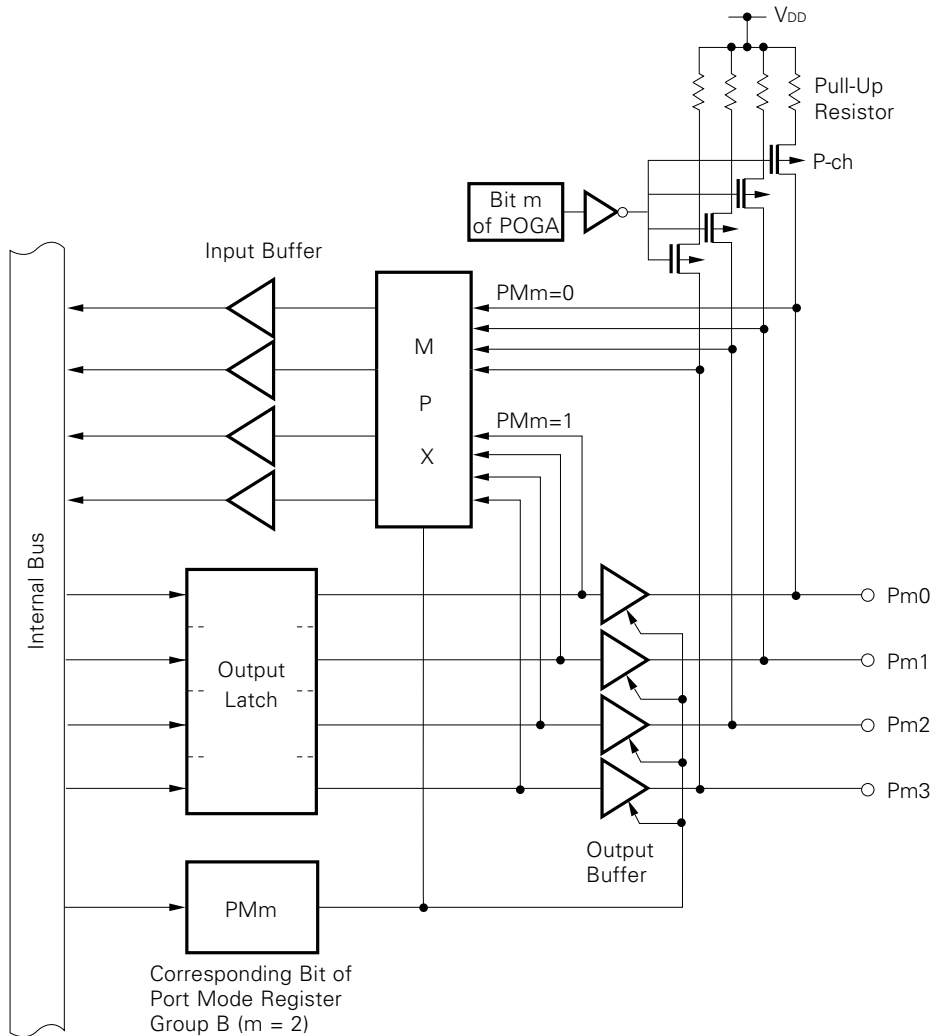 VDD
Pull-Up
Resistor
P-ch
Bit m
of POGA
Input Buffer
PMm=0
M
P
X
PMm=1
Internal Bus
Output
Latch
Pm0
Pm1
Pm2
Pm3
Output
Buffer
PMm
Corresponding Bit of
Port Mode Register
Group B (m = 2)